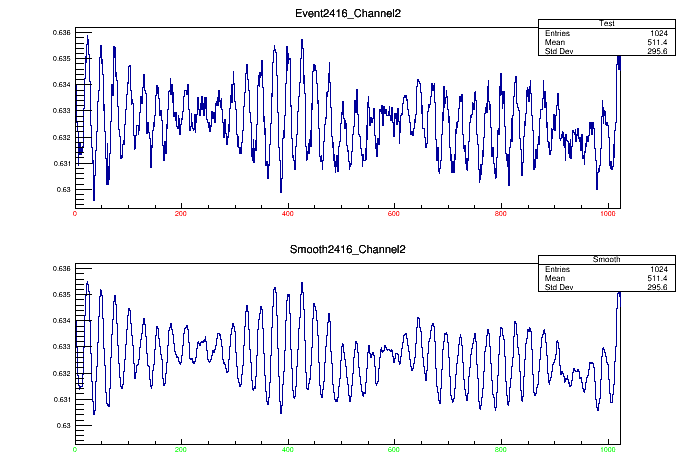 Event2416_Channel2
Test
Entries 1024
Mean 511.4
Std Dev 295.6
0.636
0.635
0.634
0.633
0.632
0.631
0.63
0 200 400 600 800 1000
Smooth2416_Channel2
Smooth
Entries 1024
Mean 511.4
Std Dev 295.6
0.636
0.635
0.634
0.633
0.632
0.631
0.63
0 200 400 600 800 1000